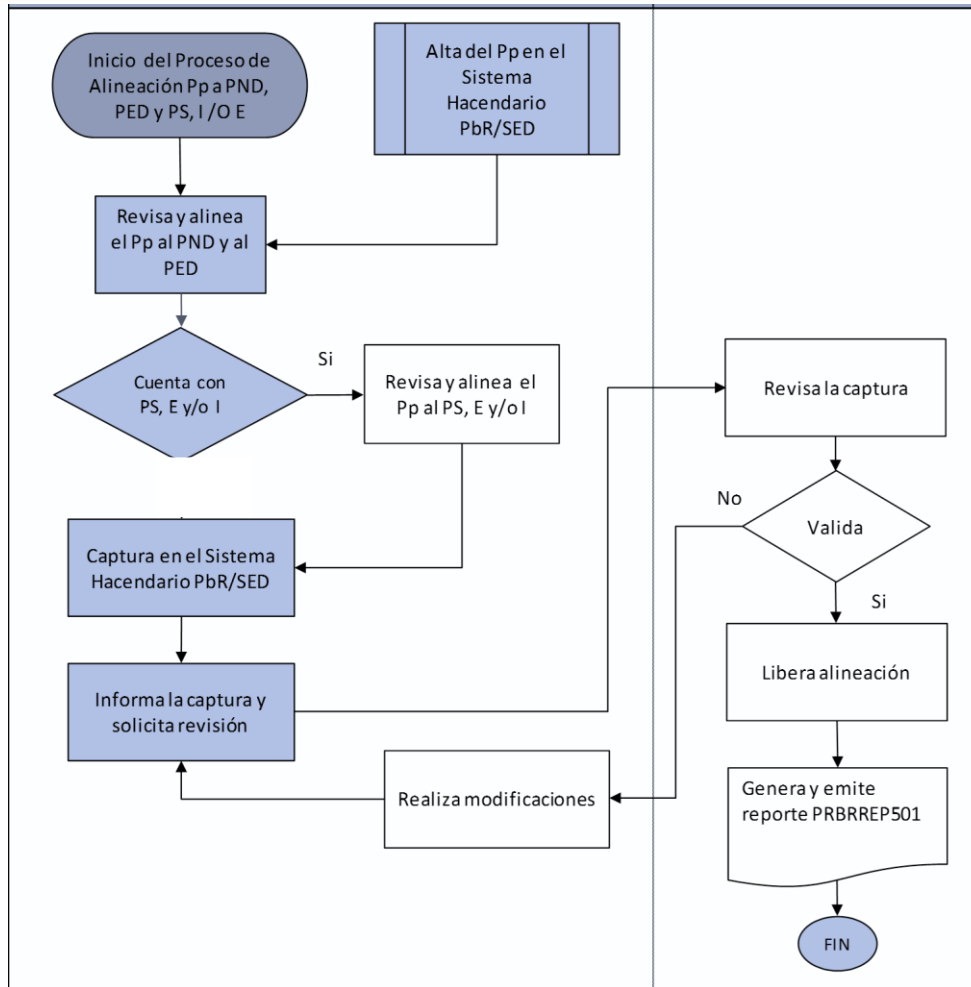 Inicio del Proceso de
Alineación Pp a PND,
PED y PS, I /O E
Alta del Pp en el
Sistema
Hacendario
PbR/SED
Revisa y alinea
el Pp al PND y al
PED
Cuenta con
PS, E y/o I
Si
Revisa y alinea el
Pp al PS, E y/o I
Captura en el Sistema
Hacendario PbR/SED
Informa la captura y
solicita revisión
Revisa la captura
Valida
No
Si
Realiza modificaciones
Libera alineación
Genera y emite
reporte PRBRREP501
FIN